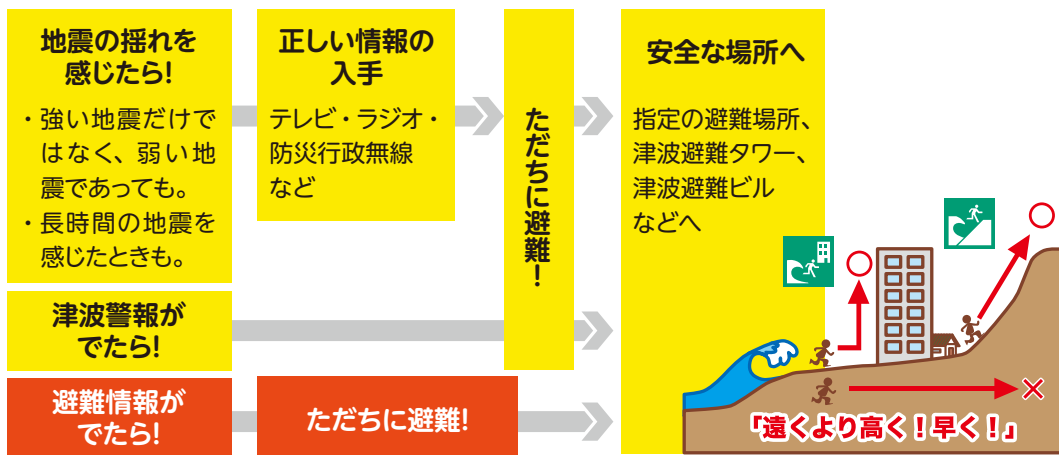 地震の揺れを
感じたら!
・強い地震だけで
はなく、弱い地
震であっても。
・長時間の地震を
感じたときも。
正しい情報の
入手
テレビ・ラジオ・
防災行政無線
など
ただちに避難!
安全な場所へ
指定の避難場所、
津波避難タワー、
津波避難ビル
などへ
津波警報が
でたら!
避難情報が
でたら!
ただちに避難!
「遠くより高く!早く!」